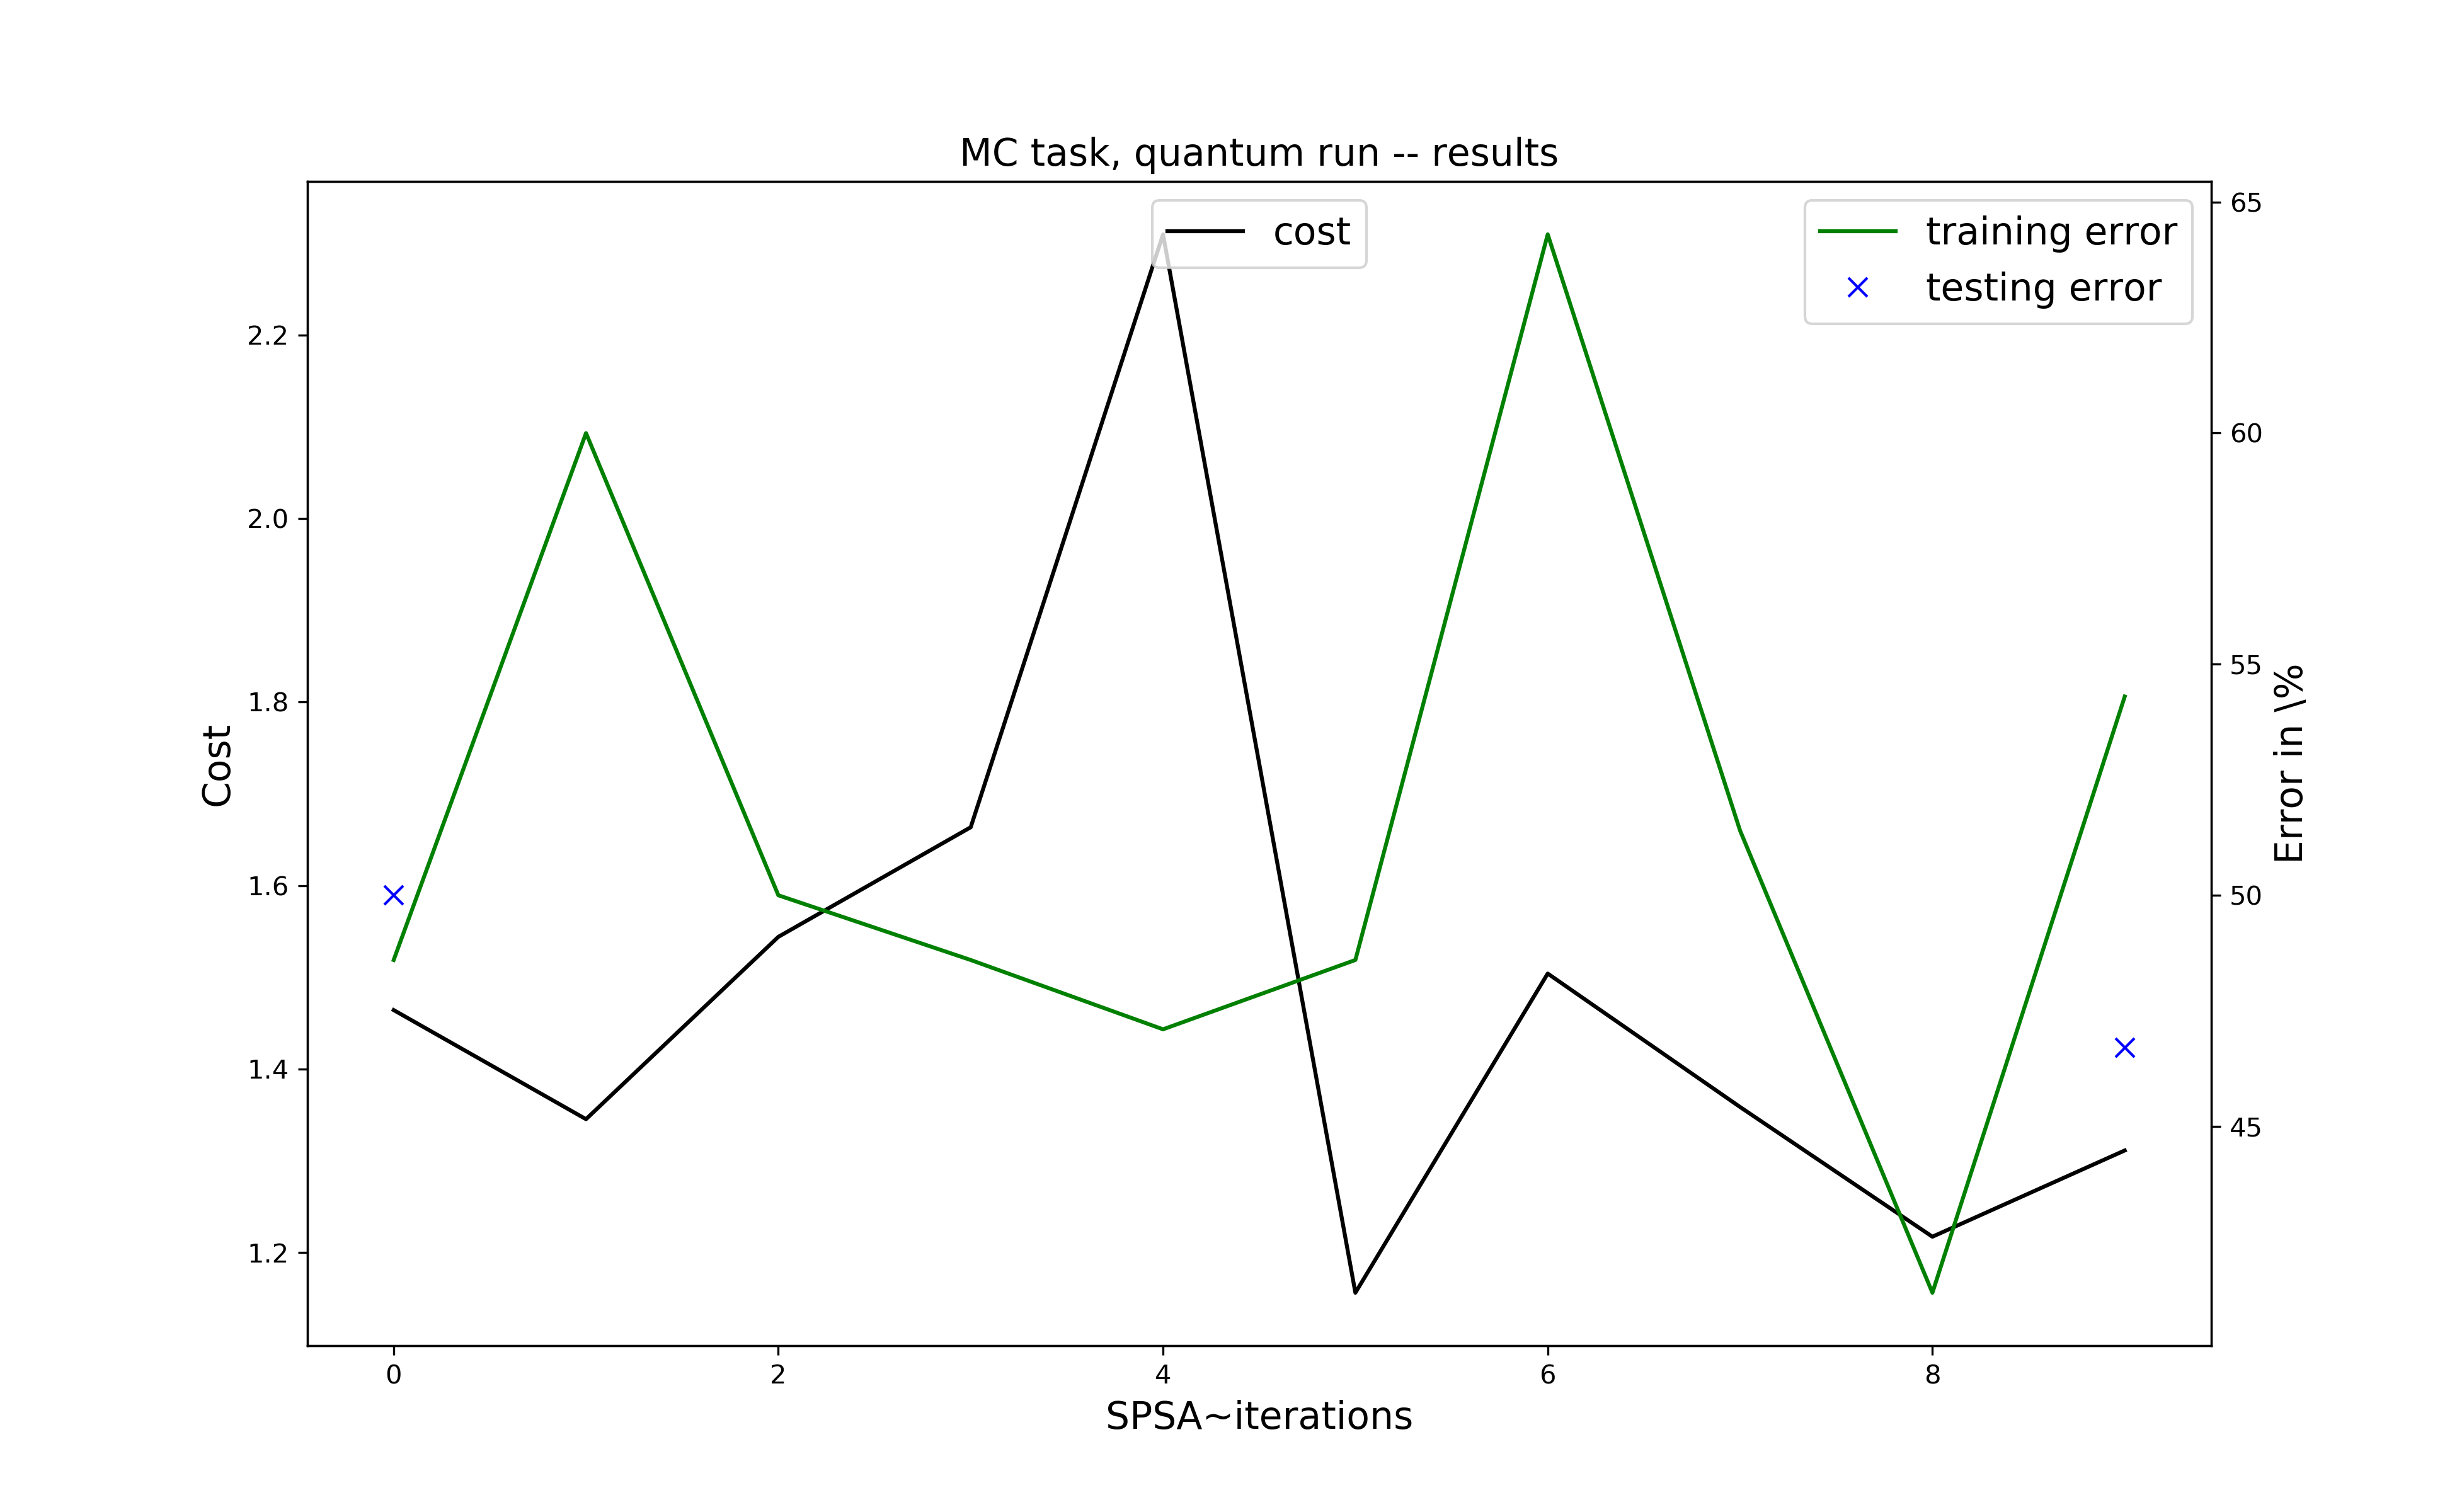 MC task, quantum run -- results
cost
training error
testing error
2.2
2.0
1.8
1.6
1.4
1.2
Cost
65
60
55
50
45
Error in \%
0 2 4 6 8
SPSA~iterations